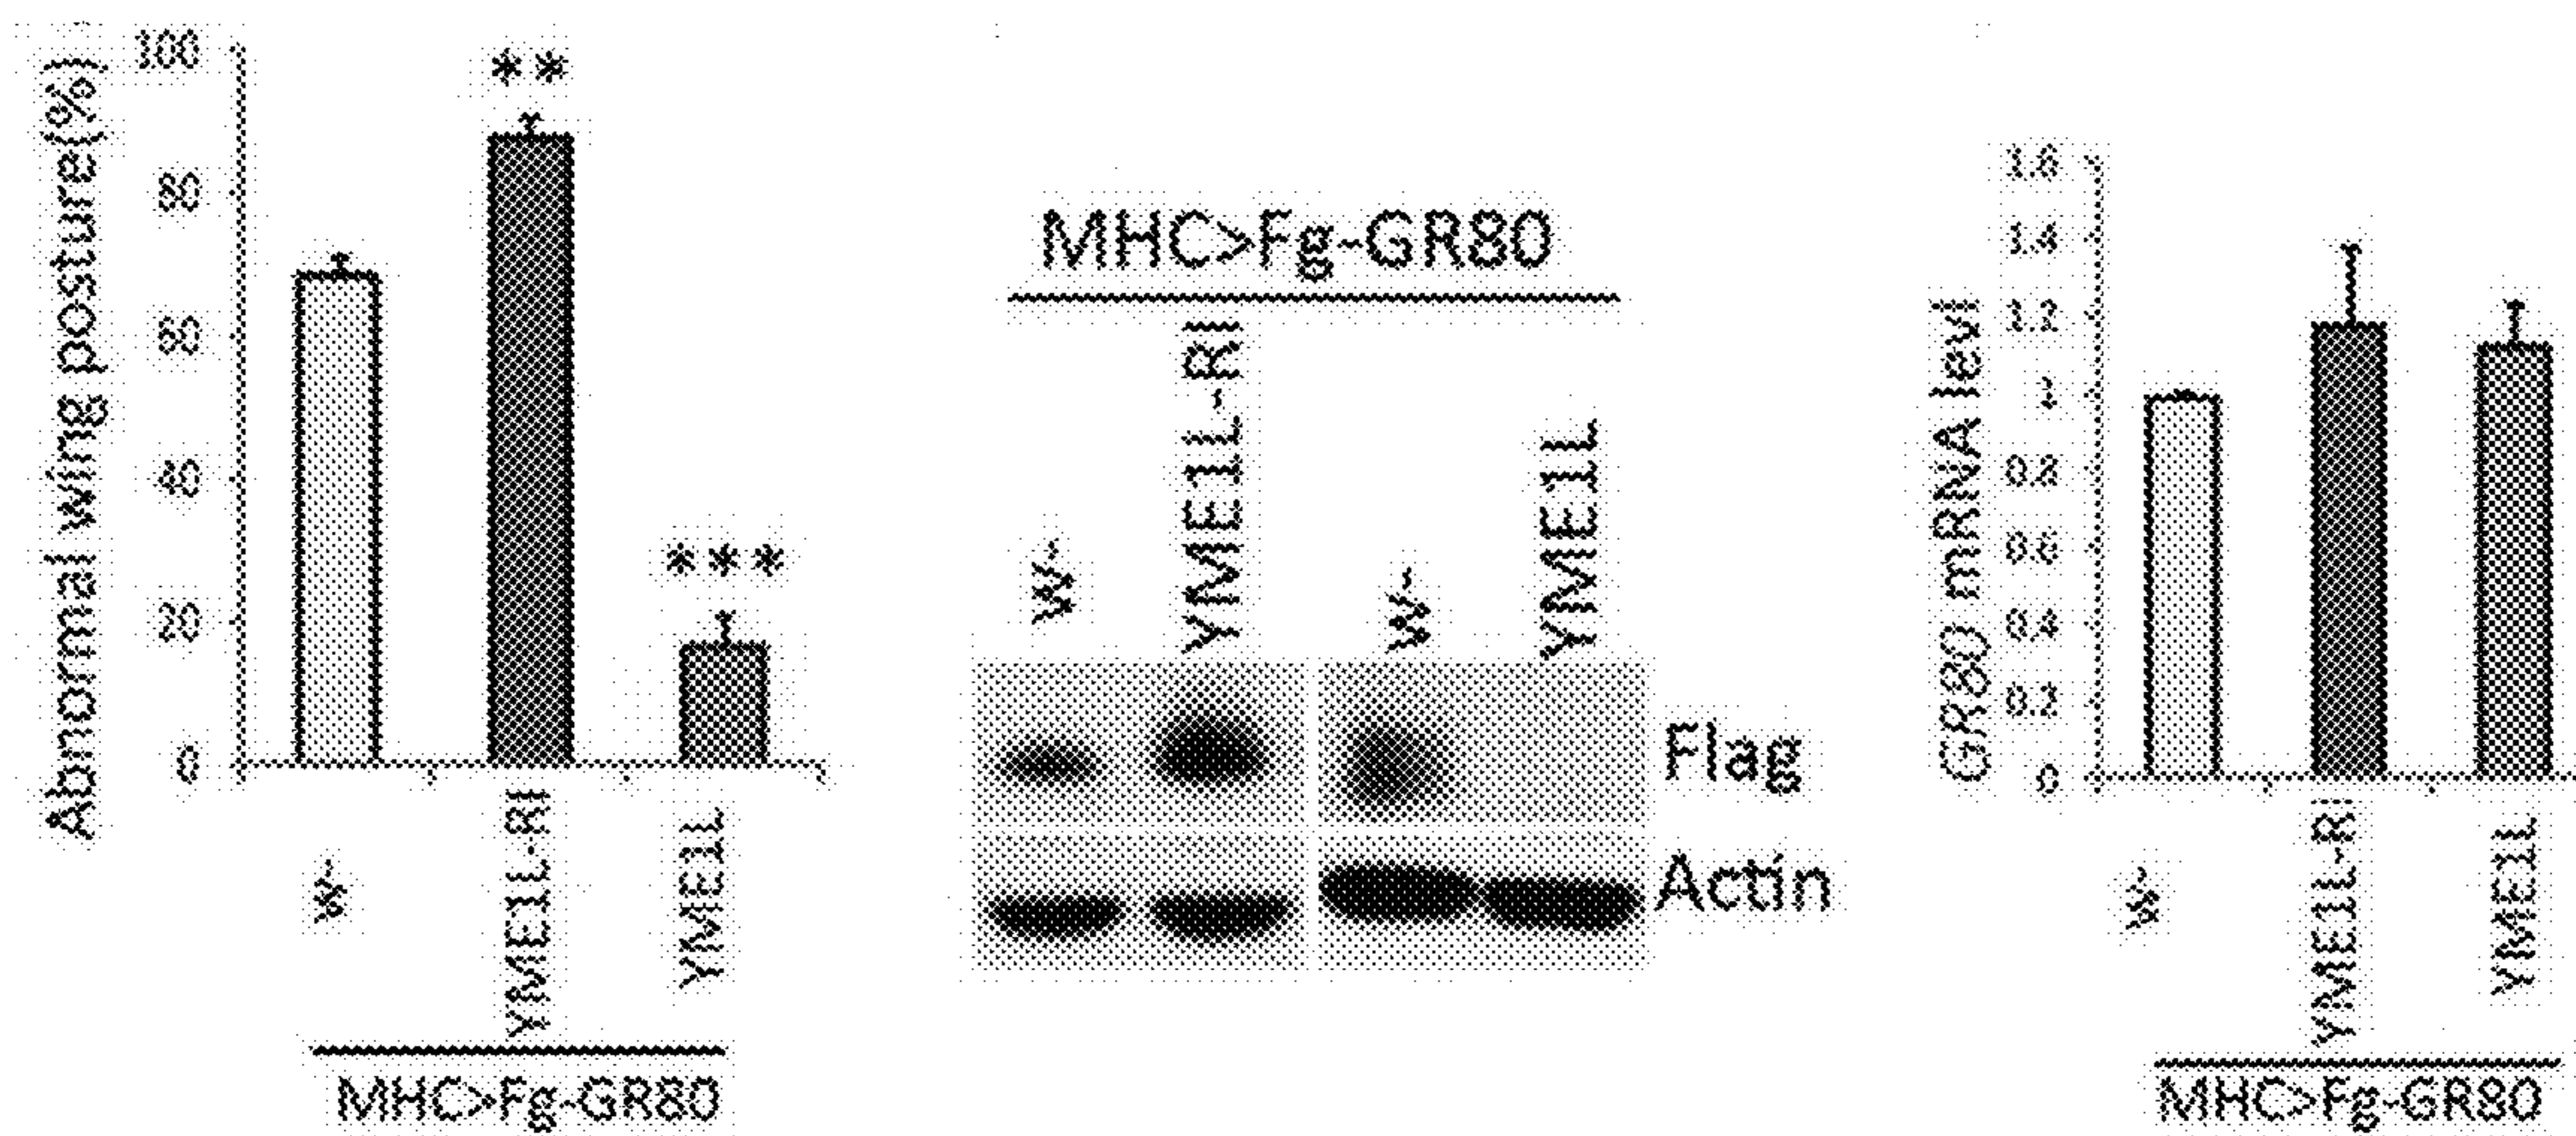 Abnormal wing posture(%)
100
80
60
40
20
0
**
***
w-
YME1L-RI
YME1L
MHC>Fg-GR80
MHC>Fg-GR80
w-
YME1L-RI
w-
YME1L
Flag
Actin
GR80 mRNA levl
1.6
1.4
1.2
1
0.8
0.6
0.4
0.2
0
w-
YME1L-RI
YME1L
MHC>Fg-GR80